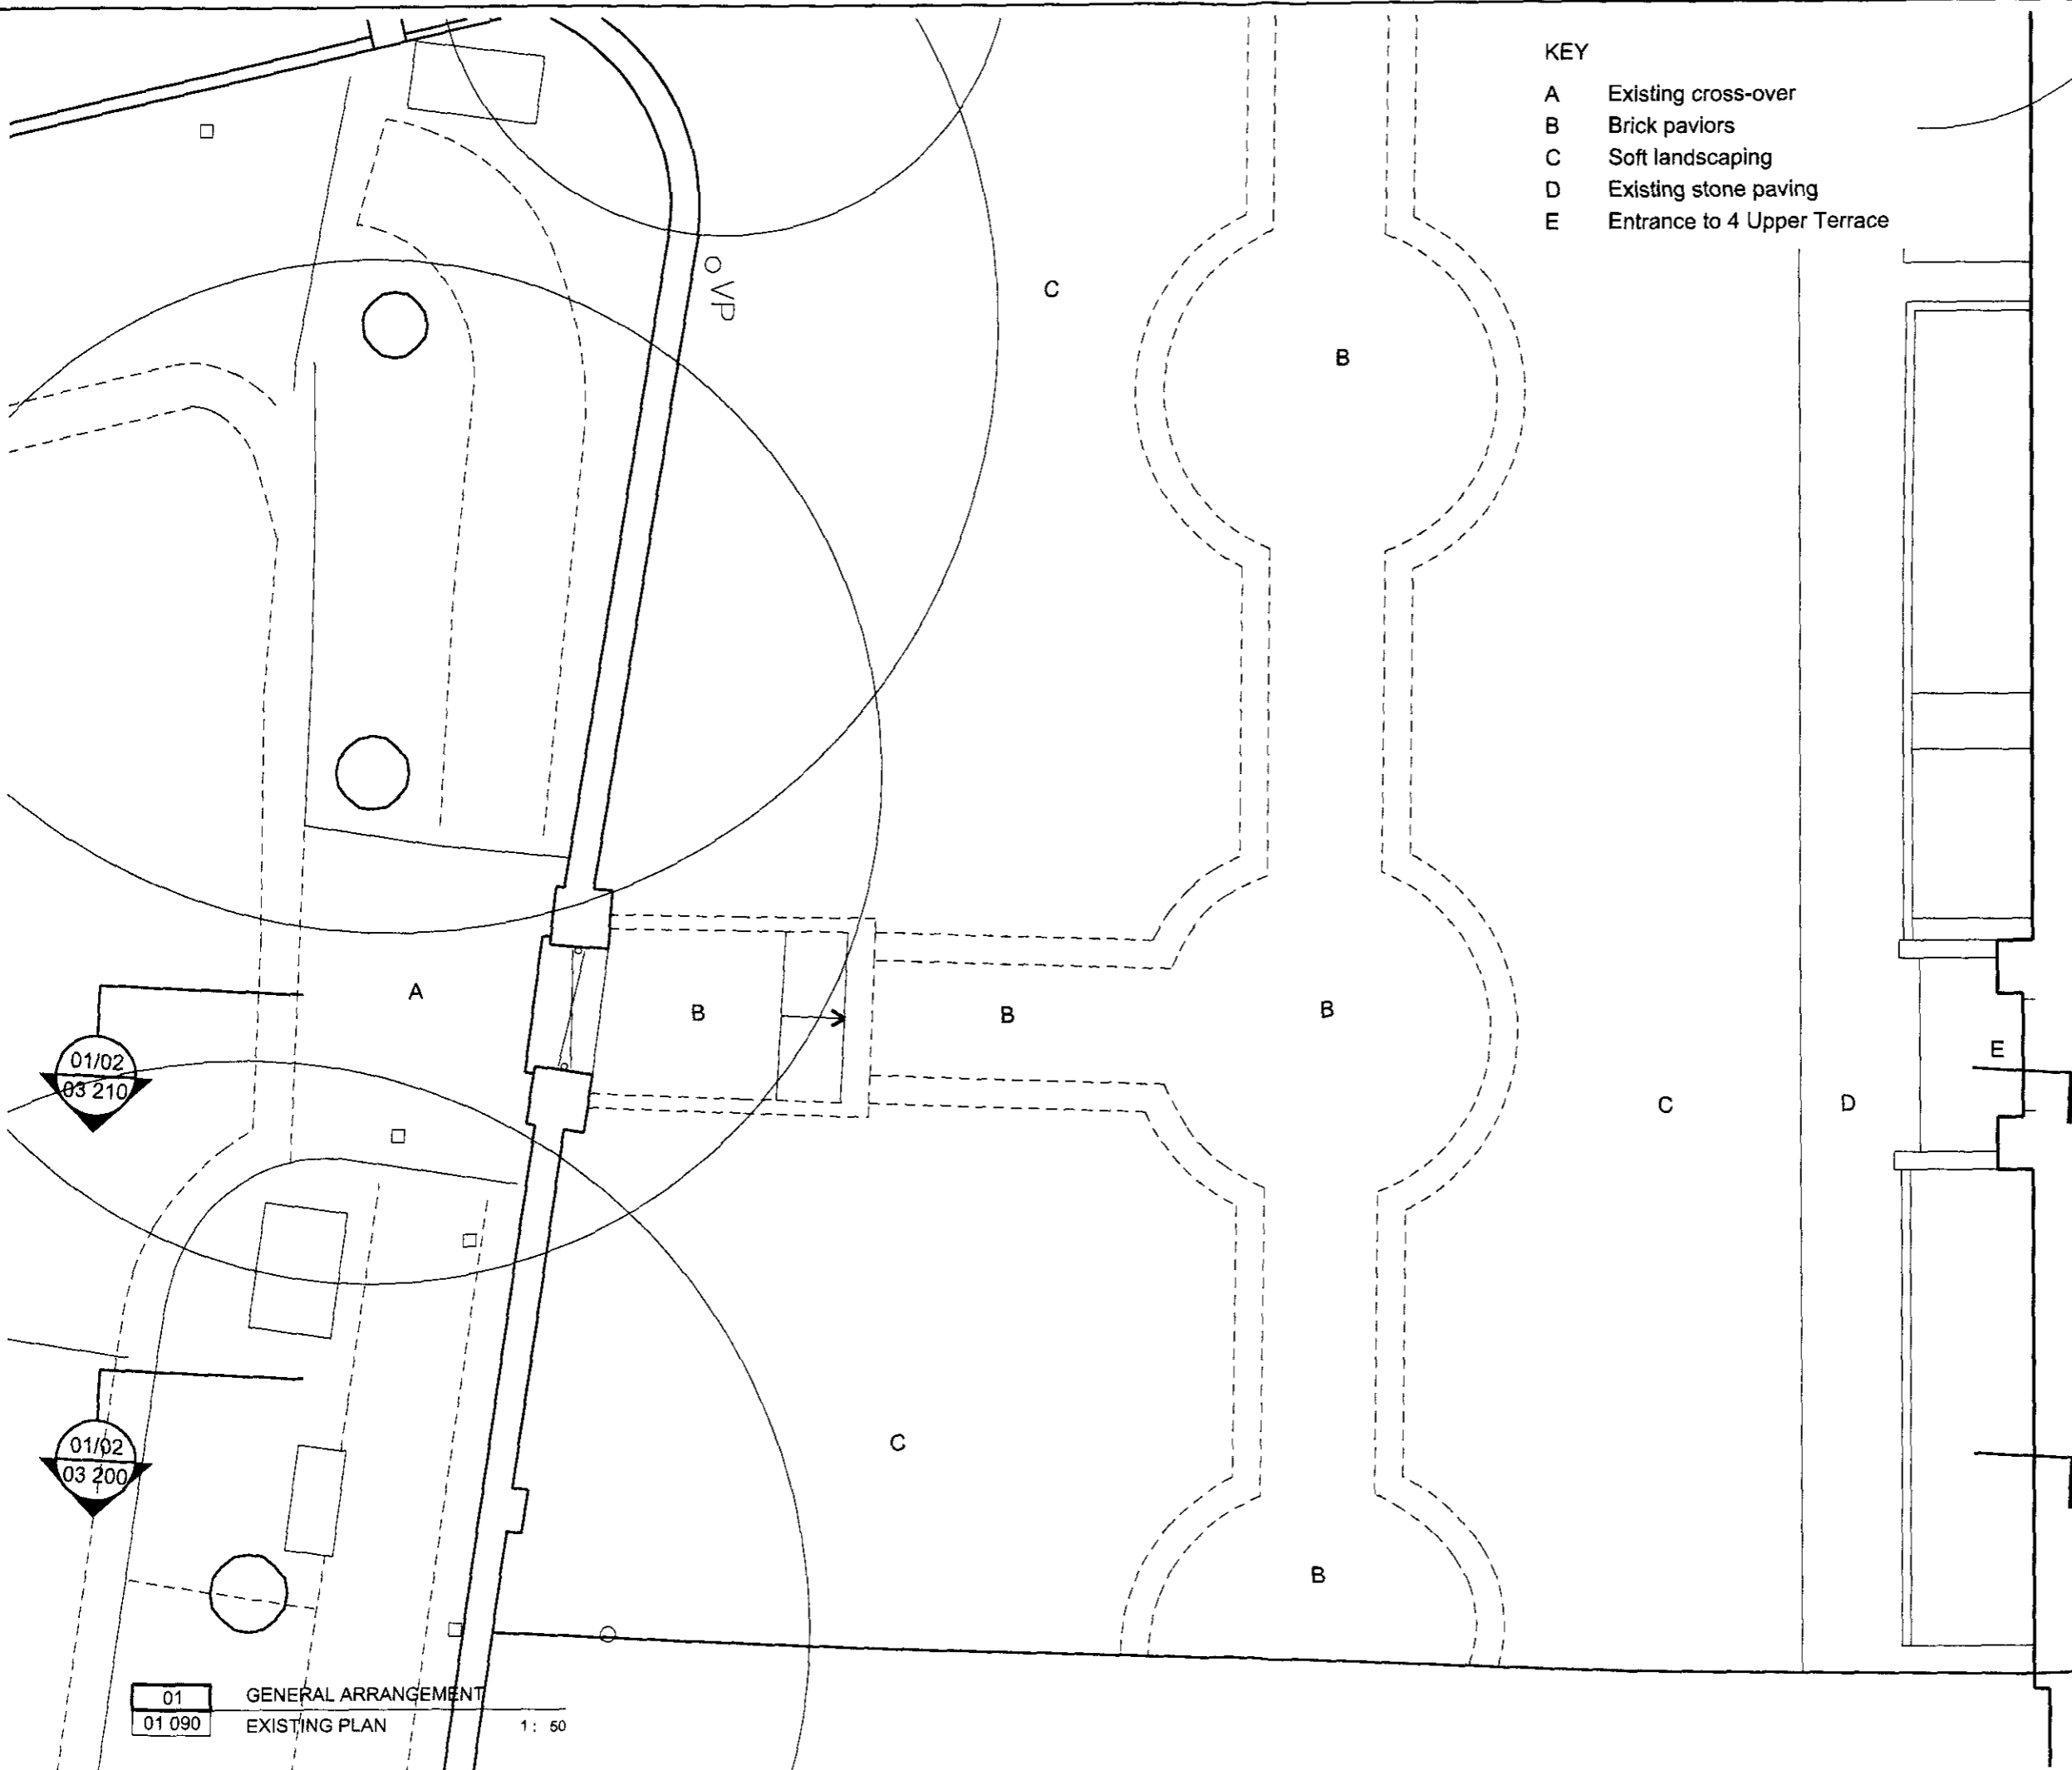 KEY
A Existing cross-over
B Brick paviors
C Soft landscaping
D Existing stone paving
E Entrance to 4 Upper Terrace
VP
C
B
A
B
B
B
E
01/02
03 210
C
D
C
01/02
03 200
B
01 GENERAL ARRANGEMENT
01 090 EXISTING PLAN 1: 50